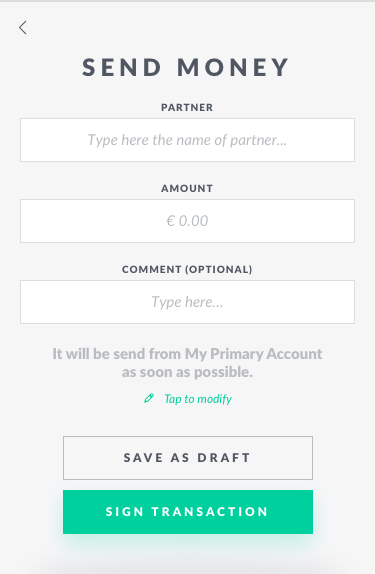 SEND MONEY
PARTNER
Type here the name of partner...
AMOUNT
€ 0.00
COMMENT (OPTIONAL)
Type here...
It will be send from My Primary Account
as soon as possible.
Tap to modify
SAVE AS DRAFT
SIGN TRANSACTION